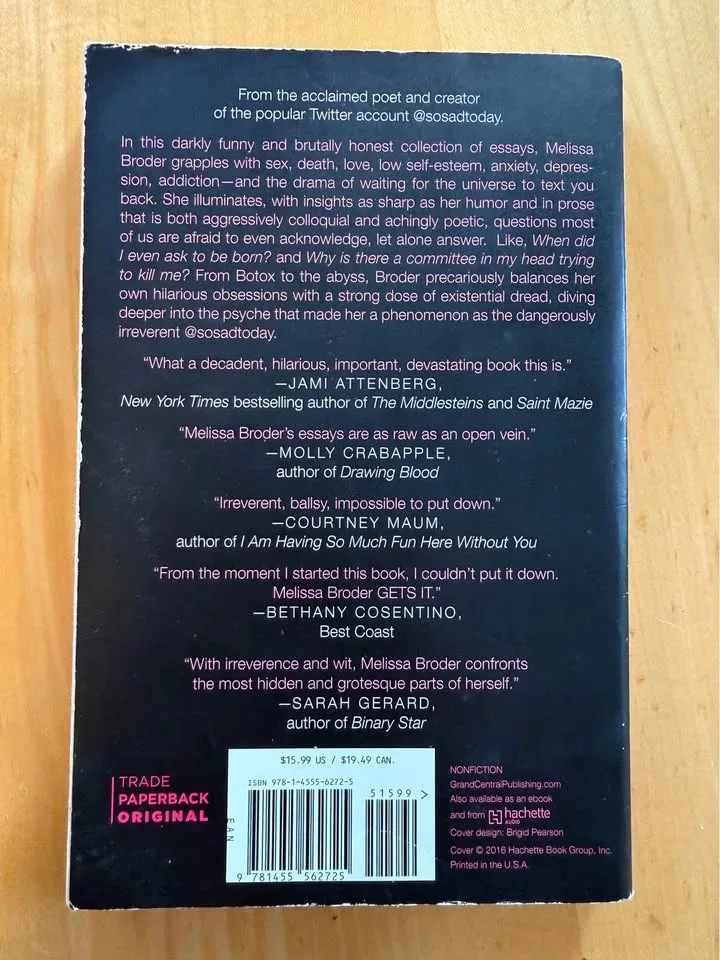 From the acclaimed poet and creator
of the popular Twitter account @sosadtoday.
In this darkly funny and brutally honest collection of essays, Melissa
Broder grapples with sex, death, love, low self-esteem, anxiety, depres-
sion, addiction—and the drama of waiting for the universe to text you
back. She illuminates, with insights as sharp as her humor and in prose
that is both aggressively colloquial and achingly poetic, questions most
of us are afraid to even acknowledge, let alone answer. Like, When did
I even ask to be born? and Why is there a committee in my head trying
to kill me? From Botox to the abyss, Broder precariously balances her
own hilarious obsessions with a strong dose of existential dread, diving
deeper into the psyche that made her a phenomenon as the dangerously
irreverent @sosadtoday.
“What a decadent, hilarious, important, devastating book this is.”
—JAMI ATTENBERG,
New York Times bestselling author of The Middlesteins and Saint Mazie
“Melissa Broder’s essays are as raw as an open vein.”
—MOLLY CRABAPPLE,
author of Drawing Blood
“Irreverent, ballsy, impossible to put down.”
—COURTNEY MAUM,
author of I Am Having So Much Fun Here Without You
“From the moment I started this book, I couldn’t put it down.
Melissa Broder GETS IT.”
—BETHANY COSENTINO,
Best Coast
“With irreverence and wit, Melissa Broder confronts
the most hidden and grotesque parts of herself.”
—SARAH GERARD,
author of Binary Star
TRADE
PAPERBACK
ORIGINAL
$15.99 US / $19.49 CAN.
ISBN 978-1-4555-6272-5
51599 >
EAN
9 781455 562725
NONFICTION
GrandCentralPublishing.com
Also available as an ebook
and from hachette
AUDIO
Cover design: Brigid Pearson
Cover © 2016 Hachette Book Group, Inc.
Printed in the U.S.A.